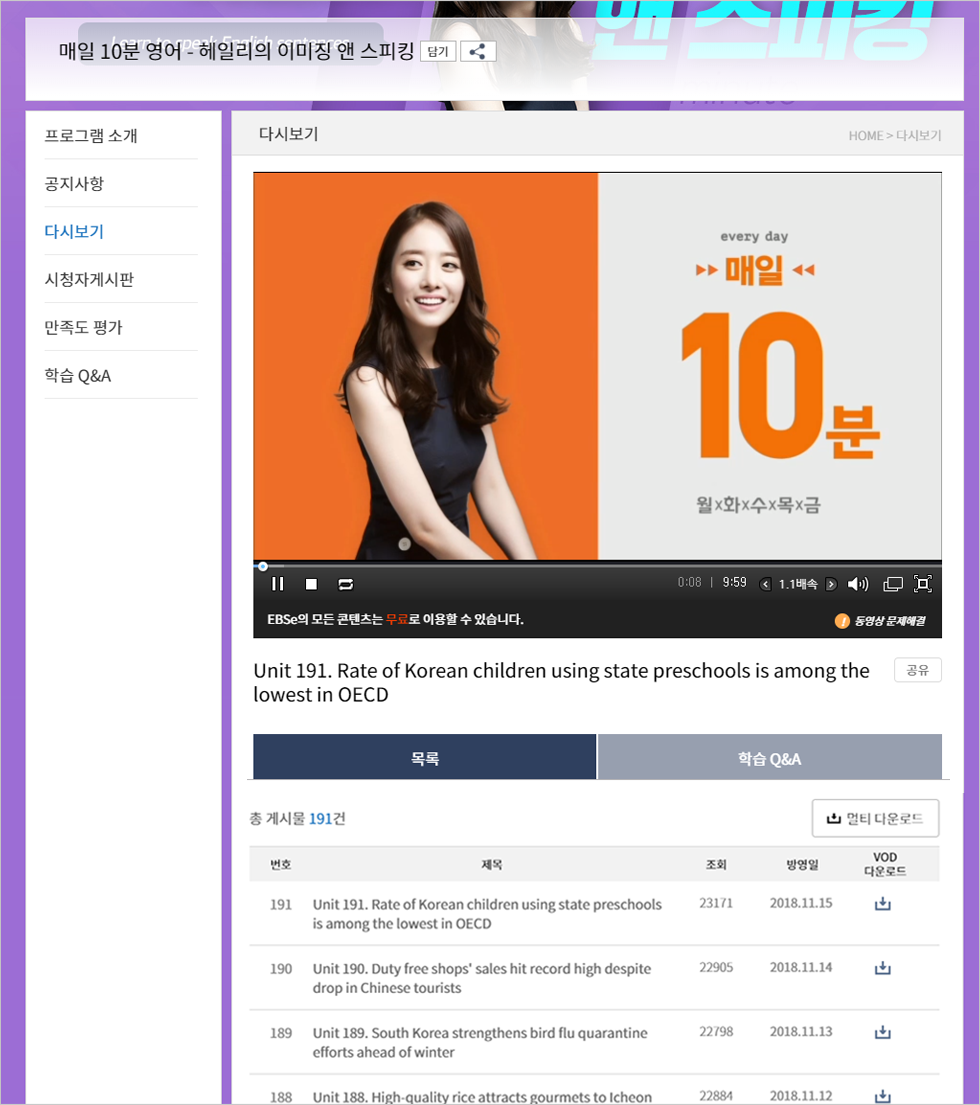 앤 스피킹
Learn to speak English sentences
매일 10분 영어 - 헤일리의 이미징 앤 스피킹 담기
minute
프로그램 소개
공지사항
다시보기
시청자게시판
만족도 평가
학습 Q&A
다시보기
HOME > 다시보기
every day
매일
10분
월x화x수x목x금
0:08 | 9:59 1.1배속
EBSe의 모든 콘텐츠는 무료로 이용할 수 있습니다.
동영상 문제해결
Unit 191. Rate of Korean children using state preschools is among the
lowest in OECD
공유
목록 학습 Q&A
총 게시물 191건
멀티 다운로드
번호 제목 조회 방영일 VOD
다운로드
191 Unit 191. Rate of Korean children using state preschools 23171 2018.11.15
is among the lowest in OECD
190 Unit 190. Duty free shops' sales hit record high despite 22905 2018.11.14
drop in Chinese tourists
189 Unit 189. South Korea strengthens bird flu quarantine 22798 2018.11.13
efforts ahead of winter
188 Unit 188. High-quality rice attracts gourmets to Icheon 22884 2018.11.12